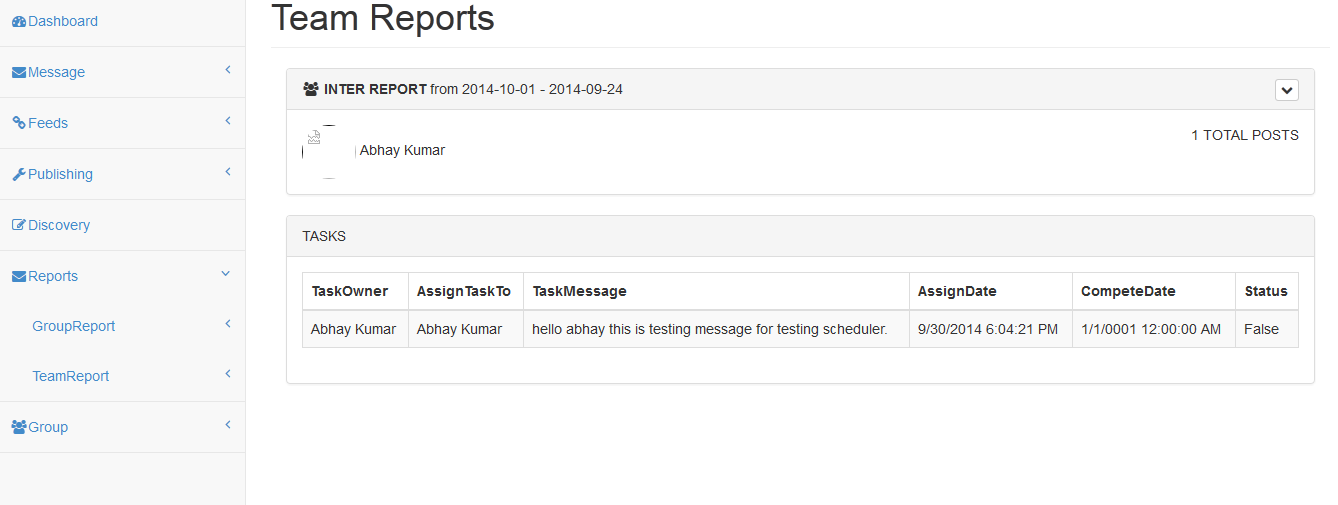 Dashboard
Message
Feeds
Publishing
Discovery
Reports
GroupReport
TeamReport
Group
Team Reports
INTER REPORT from 2014-10-01 - 2014-09-24
Abhay Kumar
1 TOTAL POSTS
TASKS
TaskOwner AssignTaskTo TaskMessage AssignDate CompeteDate Status
Abhay Kumar Abhay Kumar hello abhay this is testing message for testing scheduler. 9/30/2014 6:04:21 PM 1/1/0001 12:00:00 AM False